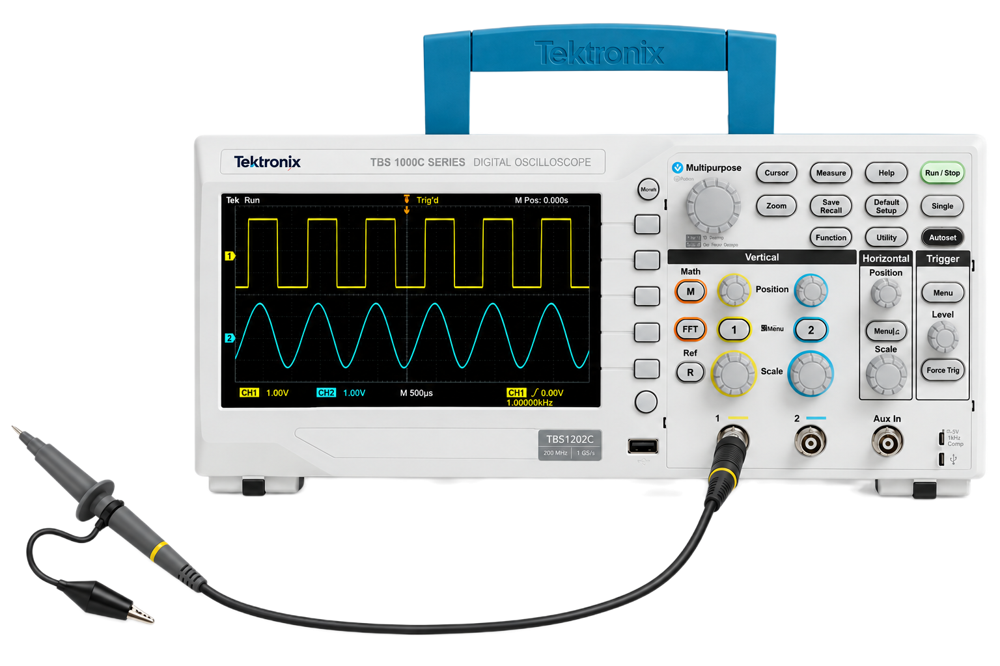 Tektronix
Tektronix
TBS 1000C SERIES DIGITAL OSCILLOSCOPE
Tek Run
Trig'd
M Pos: 0.000s
1
2
CH1 1.00V
CH2 1.00V
M 500µs
CH1 0.00V
1.00000kHz
TBS1202C
200 MHz
1 GS/s
Multipurpose
Cursor
Measure
Help
Run / Stop
Zoom
Save
Recall
Default
Setup
Single
Function
Utility
Autoset
Vertical
Horizontal
Trigger
Math
M
Position
FFT
1
Menu
2
Ref
R
Scale
Position
Menu
Scale
Menu
Level
Force Trig
1
2
Aux In
5V
1kHz
Comp